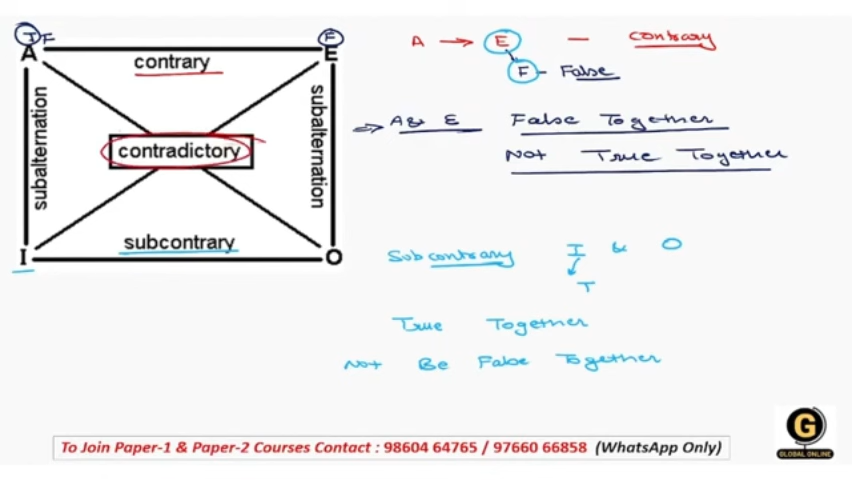 T F
F
A
E
contrary
subalternation
subalternation
contradictory
subcontrary
I
O
A → E — contrary
F - False
⇒ A & E False Together
Not True Together
Subcontrary I & O
T
True Together
Not Be False Together
G
GLOBAL ONLINE
To Join Paper-1 & Paper-2 Courses Contact : 98604 64765 / 97660 66858 (WhatsApp Only)